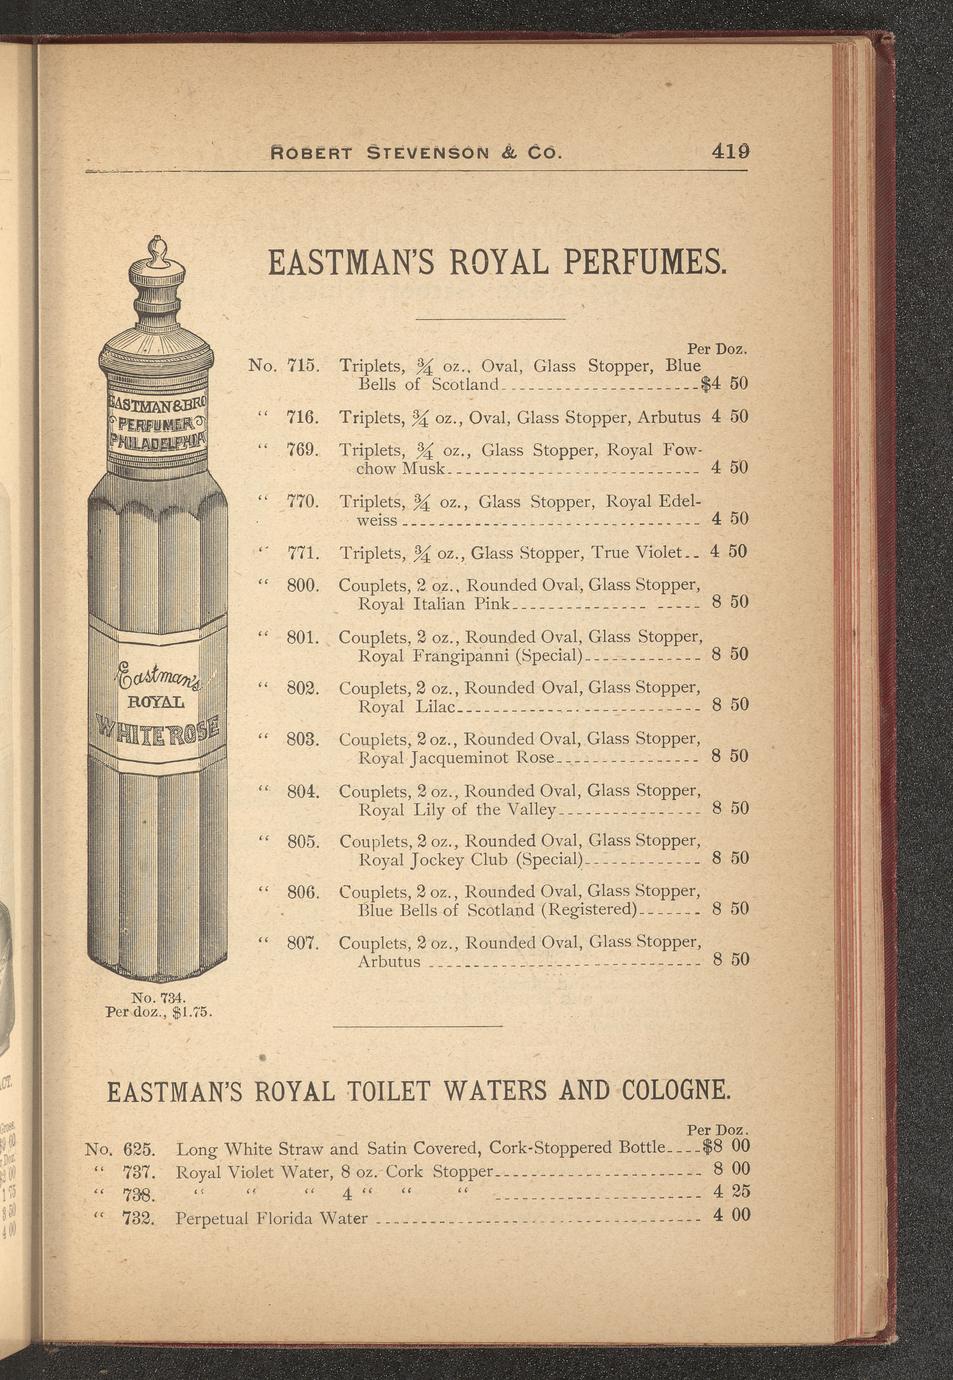 ROBERT STEVENSON & CO. 419
EASTMAN'S ROYAL PERFUMES.
Per Doz.
No. 715. Triplets, ¾ oz., Oval, Glass Stopper, Blue
Bells of Scotland $4 50
“ 716. Triplets, ¾ oz., Oval, Glass Stopper, Arbutus 4 50
“ 769. Triplets, ¾ oz., Glass Stopper, Royal Fow-
chow Musk 4 50
“ 770. Triplets, ¾ oz., Glass Stopper, Royal Edel-
weiss 4 50
“ 771. Triplets, ¾ oz., Glass Stopper, True Violet 4 50
“ 800. Couplets, 2 oz., Rounded Oval, Glass Stopper,
Royal Italian Pink 8 50
“ 801. Couplets, 2 oz., Rounded Oval, Glass Stopper,
Royal Frangipanni (Special) 8 50
“ 802. Couplets, 2 oz., Rounded Oval, Glass Stopper,
Royal Lilac 8 50
“ 803. Couplets, 2 oz., Rounded Oval, Glass Stopper,
Royal Jacqueminot Rose 8 50
“ 804. Couplets, 2 oz., Rounded Oval, Glass Stopper,
Royal Lily of the Valley 8 50
“ 805. Couplets, 2 oz., Rounded Oval, Glass Stopper,
Royal Jockey Club (Special) 8 50
“ 806. Couplets, 2 oz., Rounded Oval, Glass Stopper,
Blue Bells of Scotland (Registered) 8 50
“ 807. Couplets, 2 oz., Rounded Oval, Glass Stopper,
Arbutus 8 50
EASTMAN & BRO
PERFUMER
PHILADELPHIA
Eastman's
ROYAL
WHITE ROSE
No. 734.
Per doz., $1.75.
EASTMAN'S ROYAL TOILET WATERS AND COLOGNE.
Per Doz.
No. 625. Long White Straw and Satin Covered, Cork-Stoppered Bottle $8 00
“ 737. Royal Violet Water, 8 oz. Cork Stopper 8 00
“ 738. “ “ “ 4 “ “ “ 4 25
“ 732. Perpetual Florida Water 4 00